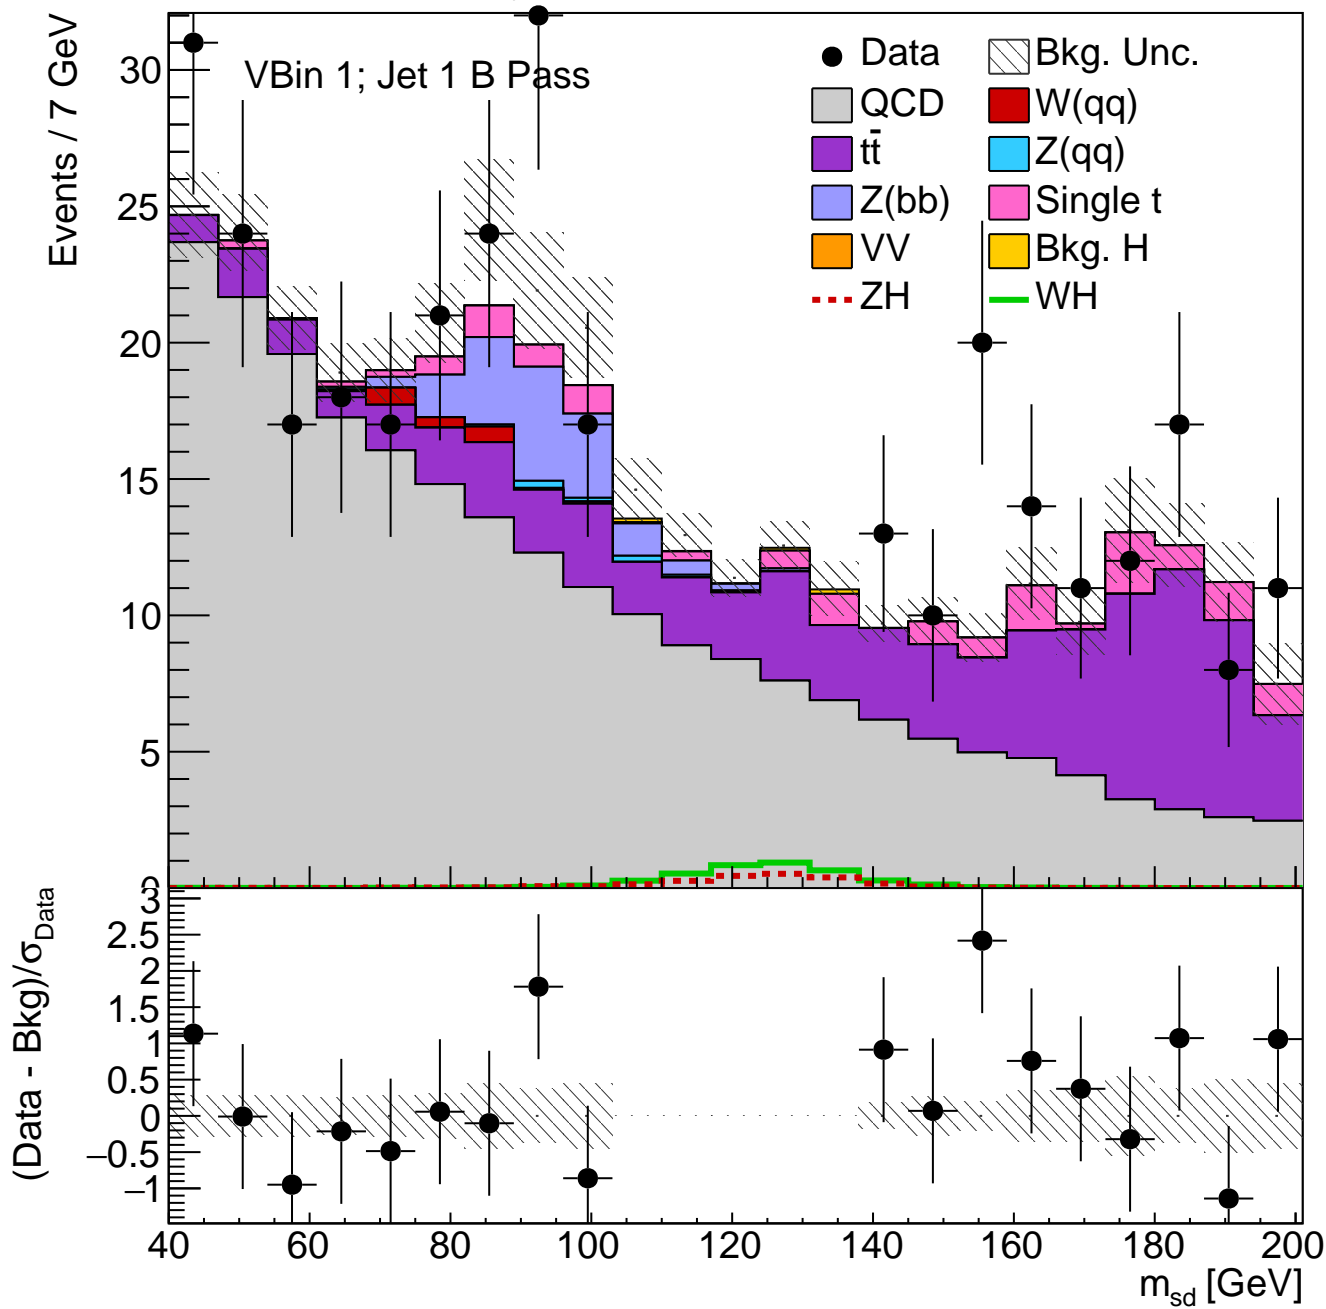 Events / 7 GeV
VBin 1; Jet 1 B Pass
Data
Bkg. Unc.
QCD
W(qq)
tt̄
Z(qq)
Z(bb)
Single t
VV
Bkg. H
ZH
WH
30
25
20
15
10
5
0
(Data - Bkg)/σ_Data
3
2.5
2
1.5
1
0.5
0
−0.5
−1
40 60 80 100 120 140 160 180 200
m_sd [GeV]